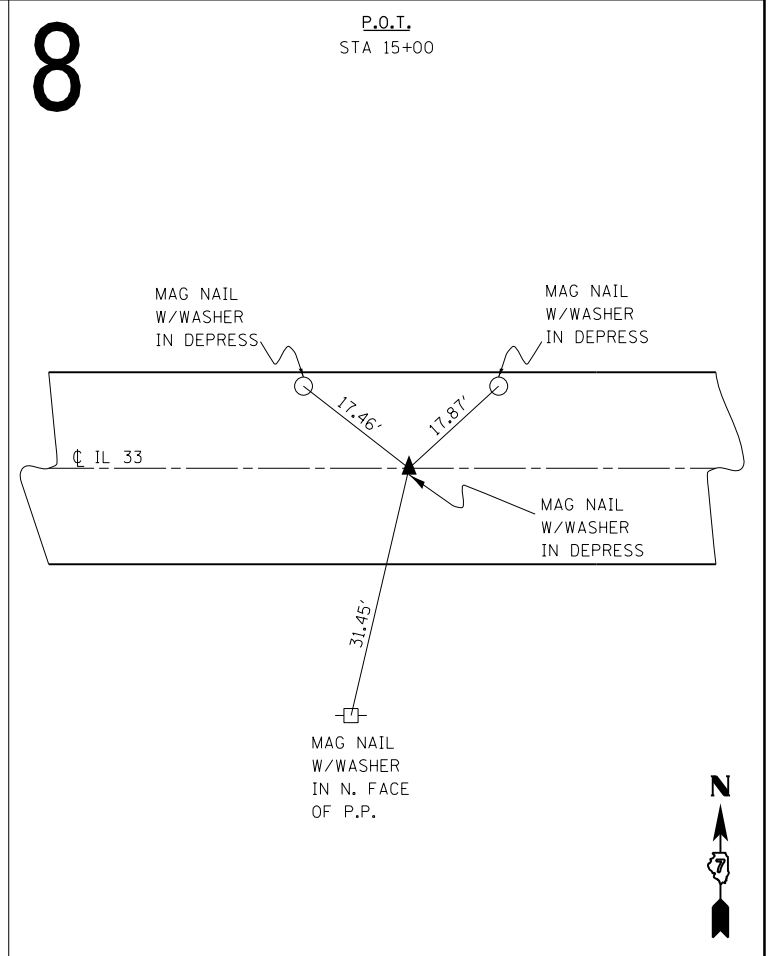 8
P.O.T.
STA 15+00
MAG NAIL
W/WASHER
IN DEPRESS
MAG NAIL
W/WASHER
IN DEPRESS
17.46'
17.87'
℄ IL 33
MAG NAIL
W/WASHER
IN DEPRESS
31.45'
MAG NAIL
W/WASHER
IN N. FACE
OF P.P.
N
7